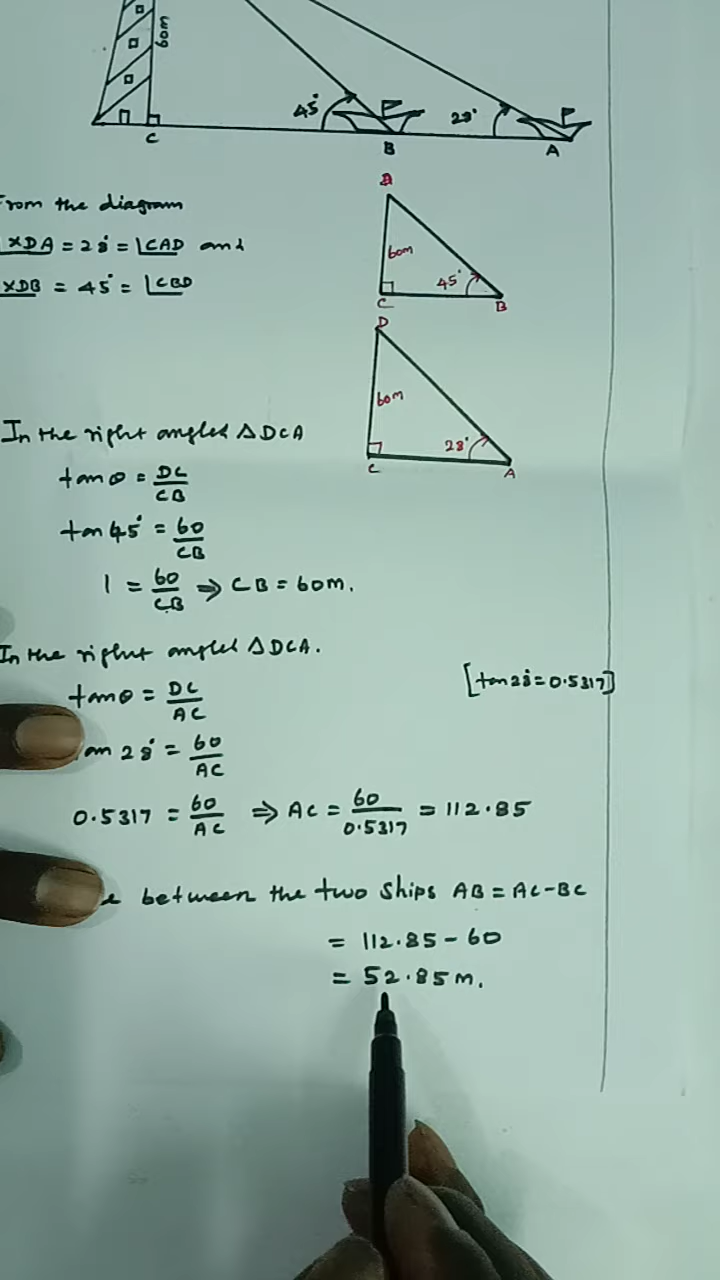 60m
45° 28°
C B A
From the diagram
∠XDA = 28° = ∠CAD and
∠XDB = 45° = ∠CBD
D
60m
45°
C B
D
60m
28°
C A
In the right angled ΔDCA
tan θ = DC/CB
tan 45° = 60/CB
1 = 60/CB ⇒ CB = 60m.
In the right angled ΔDCA.
[tan 28° = 0.5317]
tan θ = DC/AC
an 28° = 60/AC
0.5317 = 60/AC ⇒ AC = 60/0.5317 = 112.85
between the two ships AB = AC - BC
= 112.85 - 60
= 52.85 m.